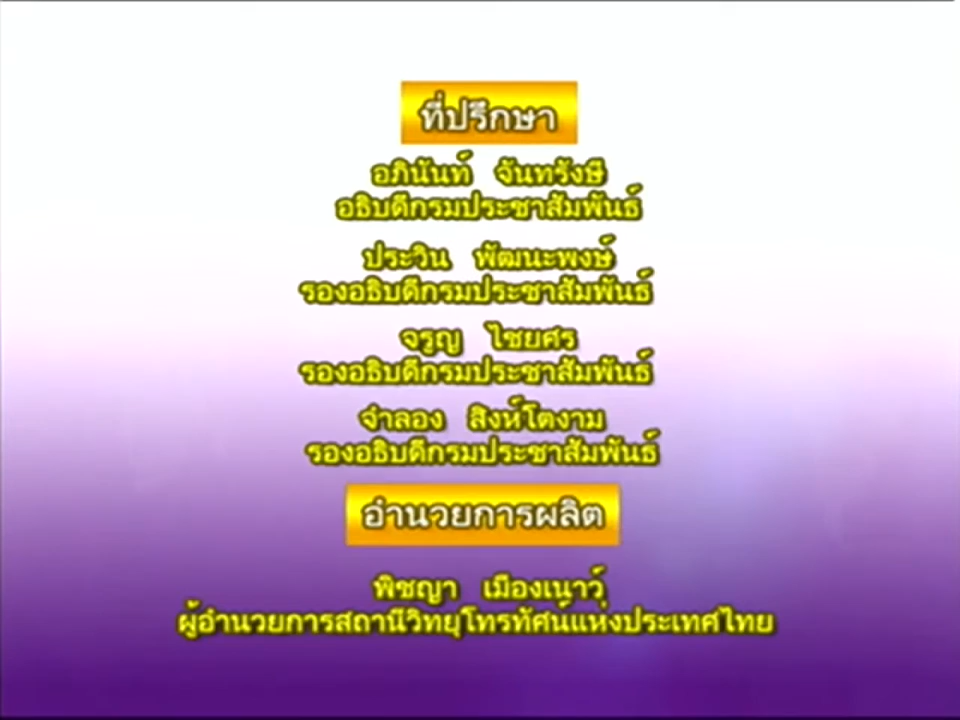 ที่ปรึกษา
อภินันท์ จันทรังษี
อธิบดีกรมประชาสัมพันธ์
ประวิน พัฒนะพงษ์
รองอธิบดีกรมประชาสัมพันธ์
จรูญ ไชยศร
รองอธิบดีกรมประชาสัมพันธ์
จำลอง สิงห์โตงาม
รองอธิบดีกรมประชาสัมพันธ์
อำนวยการผลิต
พิชญา เมืองเนาว์
ผู้อำนวยการสถานีวิทยุโทรทัศน์แห่งประเทศไทย